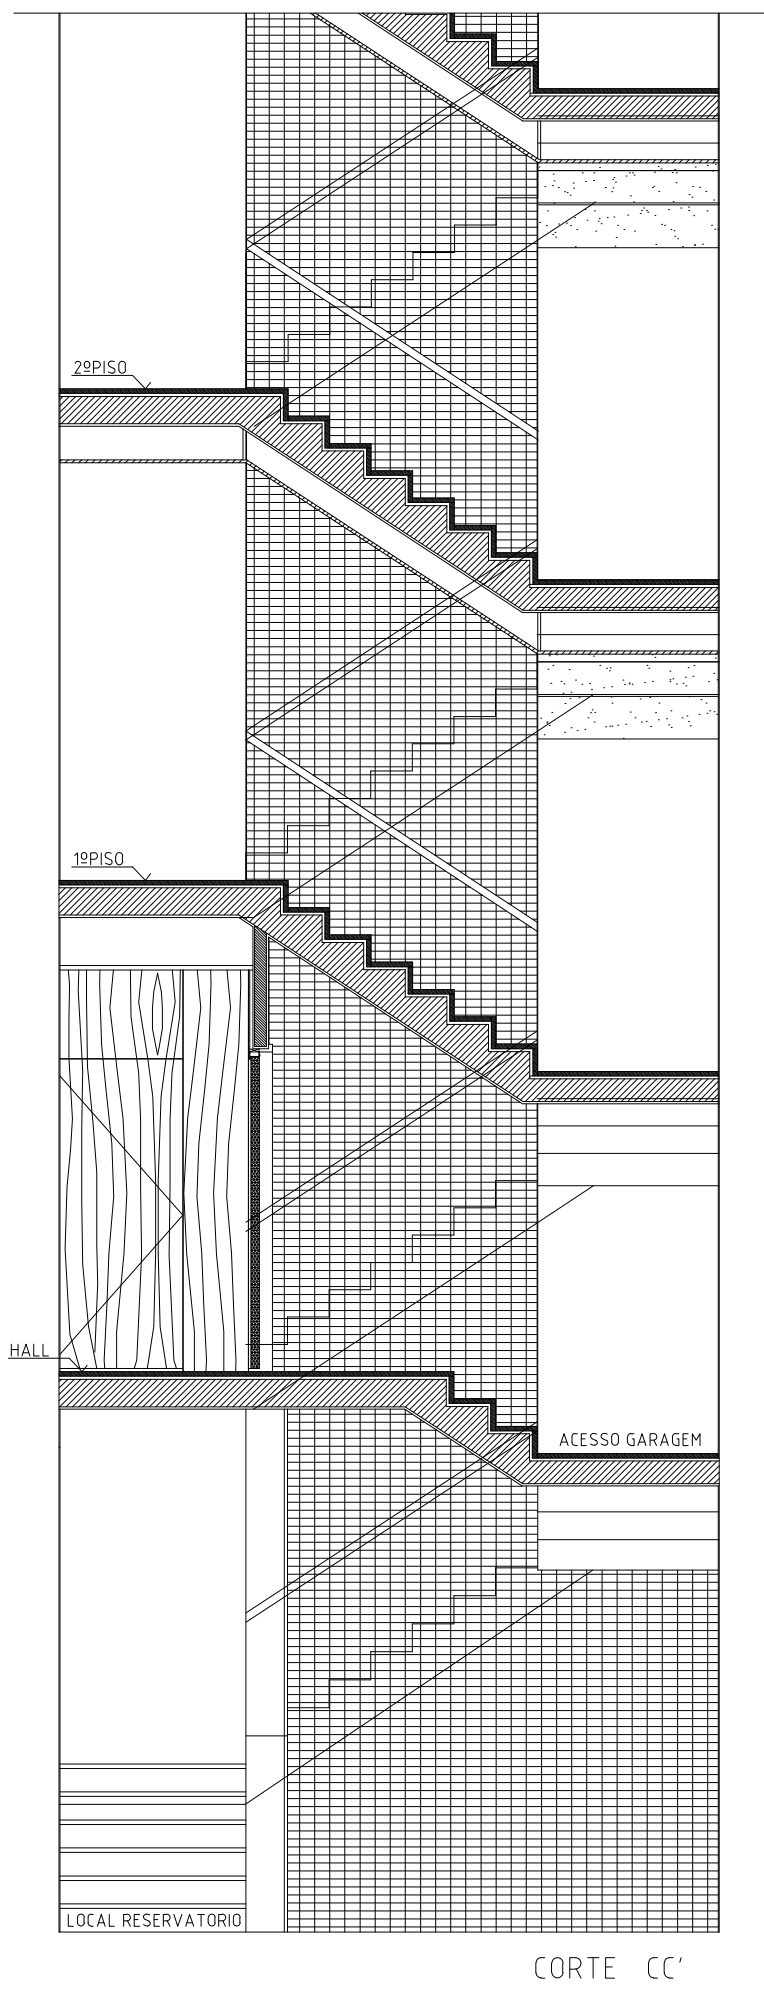 2ºPISO
1ºPISO
HALL
ACESSO GARAGEM
LOCAL RESERVATORIO
CORTE CC'